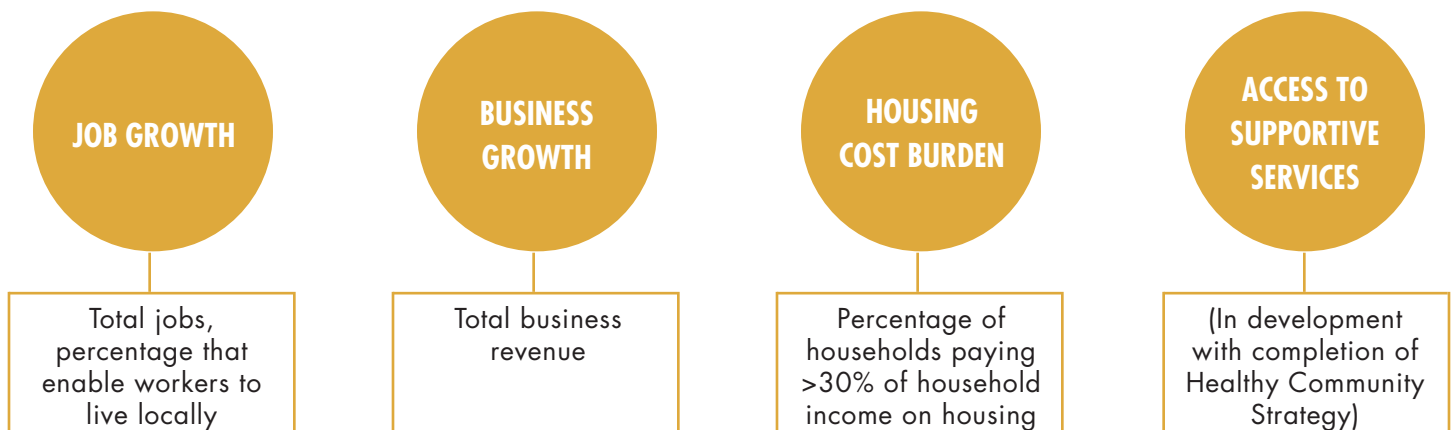 JOB GROWTH
BUSINESS
GROWTH
HOUSING
COST BURDEN
ACCESS TO
SUPPORTIVE
SERVICES
Total jobs,
percentage that
enable workers to
live locally
Total business
revenue
Percentage of
households paying
>30% of household
income on housing
(In development
with completion of
Healthy Community
Strategy)